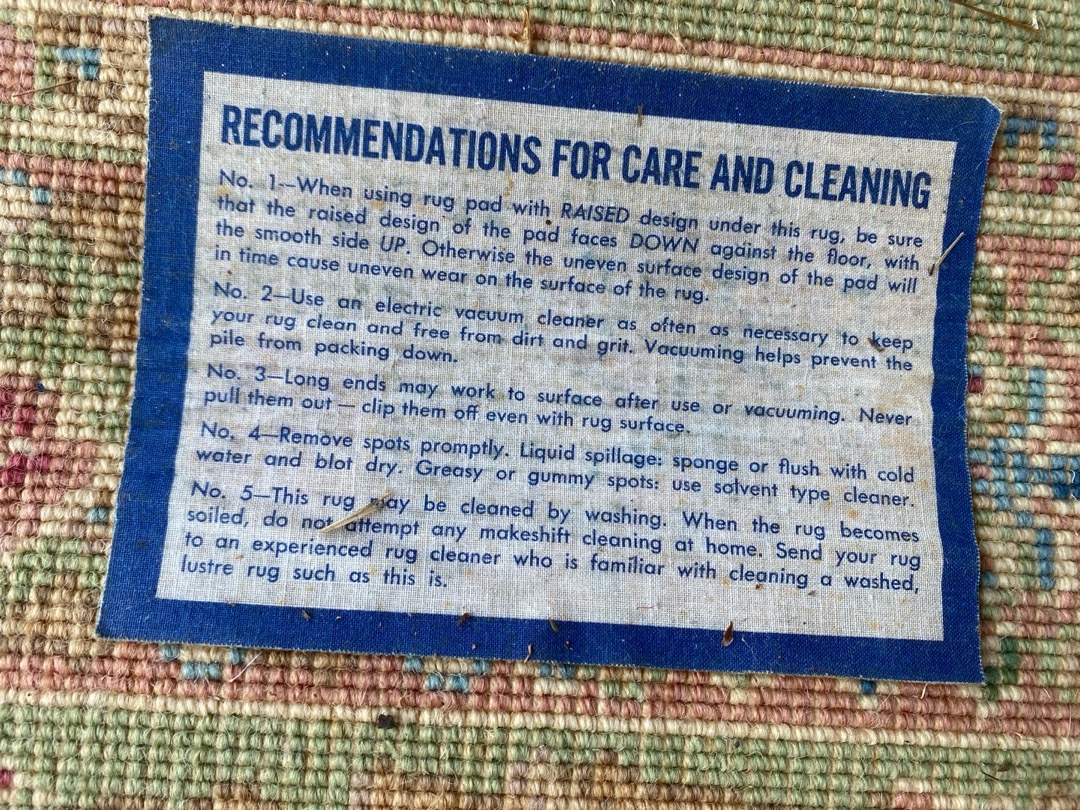 RECOMMENDATIONS FOR CARE AND CLEANING
No. 1--When using rug pad with RAISED design under this rug, be sure
that the raised design of the pad faces DOWN against the floor, with
the smooth side UP. Otherwise the uneven surface design of the pad will
in time cause uneven wear on the surface of the rug.
No. 2—Use an electric vacuum cleaner as often as necessary to keep
your rug clean and free from dirt and grit. Vacuuming helps prevent the
pile from packing down.
No. 3—Long ends may work to surface after use or vacuuming. Never
pull them out — clip them off even with rug surface.
No. 4—Remove spots promptly. Liquid spillage: sponge or flush with cold
water and blot dry. Greasy or gummy spots: use solvent type cleaner.
No. 5—This rug may be cleaned by washing. When the rug becomes
soiled, do not attempt any makeshift cleaning at home. Send your rug
to an experienced rug cleaner who is familiar with cleaning a washed,
lustre rug such as this is.